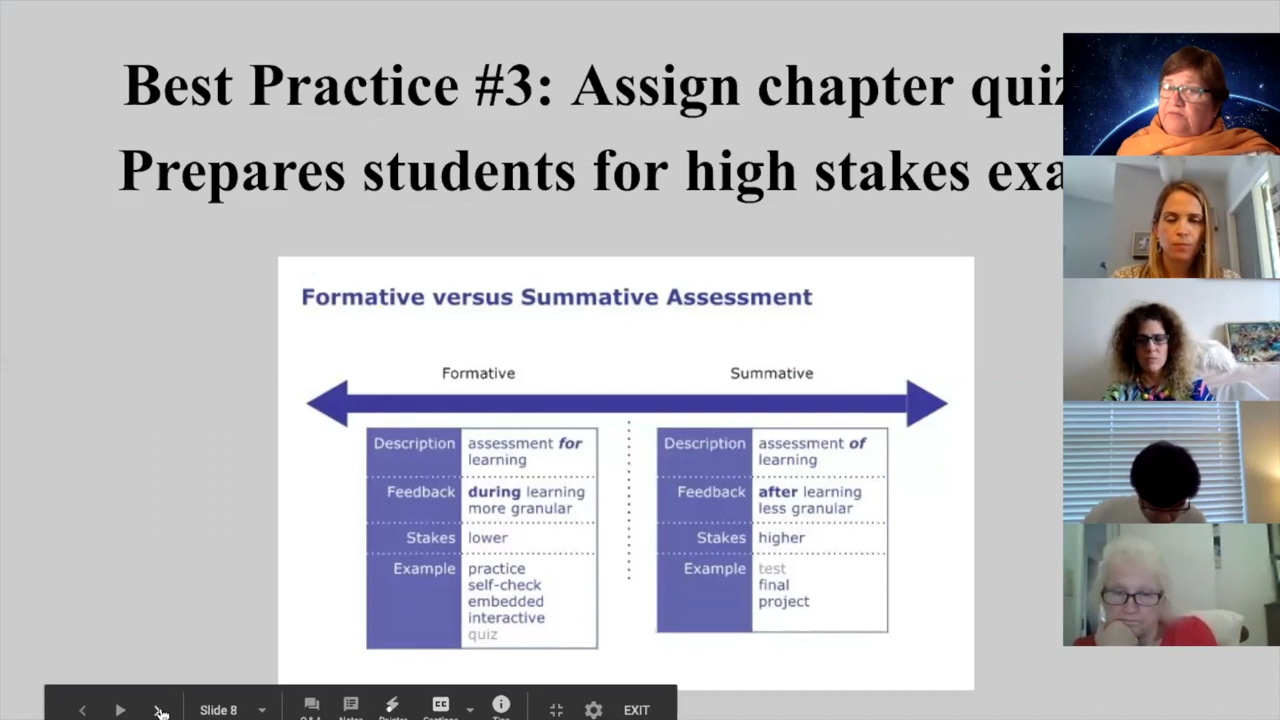 Best Practice #3: Assign chapter
Prepares students for high stakes
Formative versus Summative Assessment
Formative
Summative
Description assessment for
learning
Feedback during learning
more granular
Stakes lower
Example practice
self-check
embedded
interactive
quiz
Description assessment of
learning
Feedback after learning
less granular
Stakes higher
Example test
final
project
Slide 8
CC
EXIT